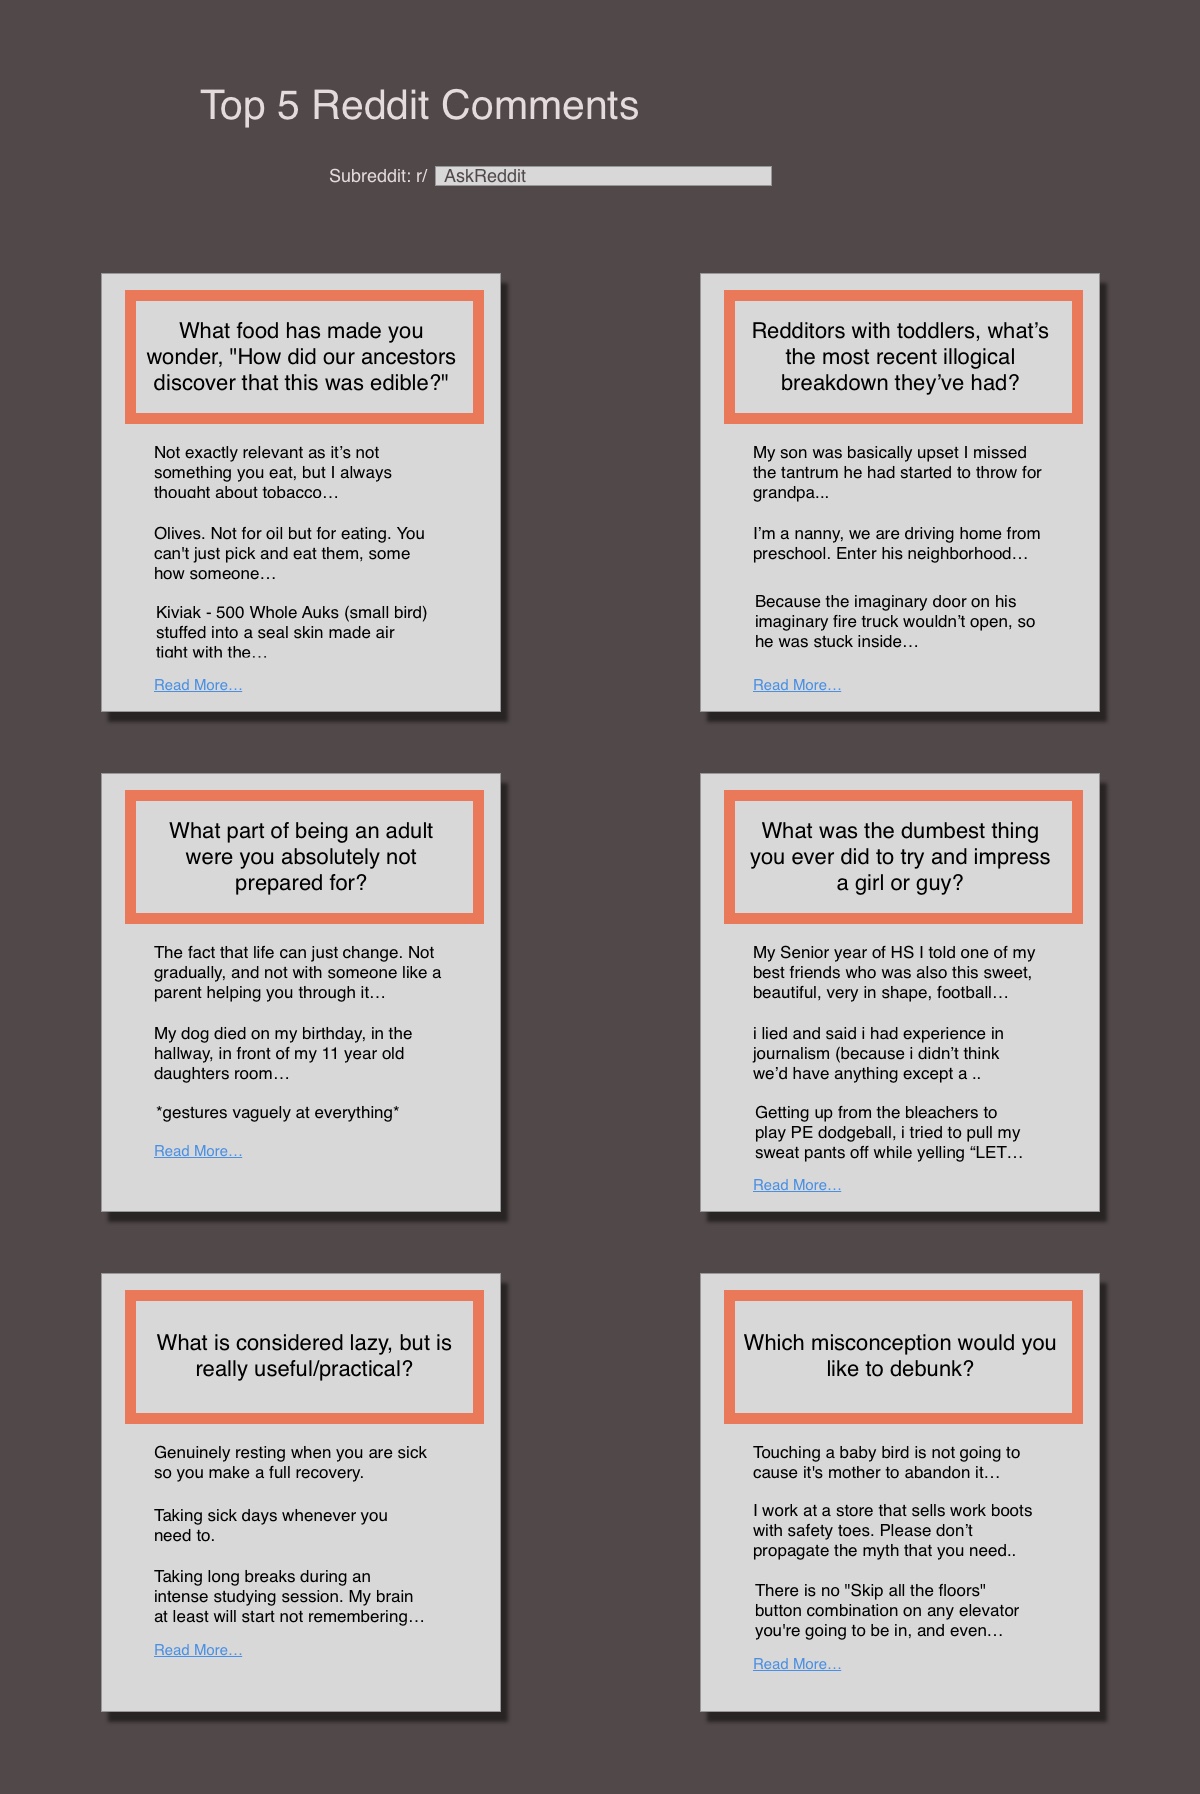 Top 5 Reddit Comments
Subreddit: r/ AskReddit
What food has made you
wonder, "How did our ancestors
discover that this was edible?"
Not exactly relevant as it’s not
something you eat, but I always
thought about tobacco…
Olives. Not for oil but for eating. You
can't just pick and eat them, some
how someone…
Kiviak - 500 Whole Auks (small bird)
stuffed into a seal skin made air
tight with the…
Read More…
Redditors with toddlers, what’s
the most recent illogical
breakdown they’ve had?
My son was basically upset I missed
the tantrum he had started to throw for
grandpa...
I’m a nanny, we are driving home from
preschool. Enter his neighborhood…
Because the imaginary door on his
imaginary fire truck wouldn’t open, so
he was stuck inside…
Read More…
What part of being an adult
were you absolutely not
prepared for?
The fact that life can just change. Not
gradually, and not with someone like a
parent helping you through it…
My dog died on my birthday, in the
hallway, in front of my 11 year old
daughters room…
*gestures vaguely at everything*
Read More…
What was the dumbest thing
you ever did to try and impress
a girl or guy?
My Senior year of HS I told one of my
best friends who was also this sweet,
beautiful, very in shape, football…
i lied and said i had experience in
journalism (because i didn’t think
we’d have anything except a ..
Getting up from the bleachers to
play PE dodgeball, i tried to pull my
sweat pants off while yelling “LET…
Read More…
What is considered lazy, but is
really useful/practical?
Genuinely resting when you are sick
so you make a full recovery.
Taking sick days whenever you
need to.
Taking long breaks during an
intense studying session. My brain
at least will start not remembering…
Read More…
Which misconception would you
like to debunk?
Touching a baby bird is not going to
cause it's mother to abandon it…
I work at a store that sells work boots
with safety toes. Please don’t
propagate the myth that you need..
There is no "Skip all the floors"
button combination on any elevator
you're going to be in, and even…
Read More…